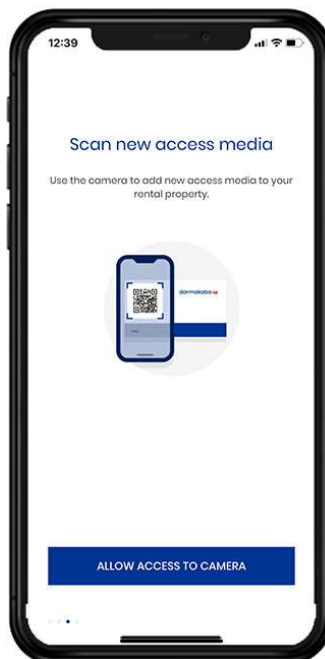 12:39
Scan new access media
Use the camera to add new access media to your
rental property.
dormakaba
ALLOW ACCESS TO CAMERA